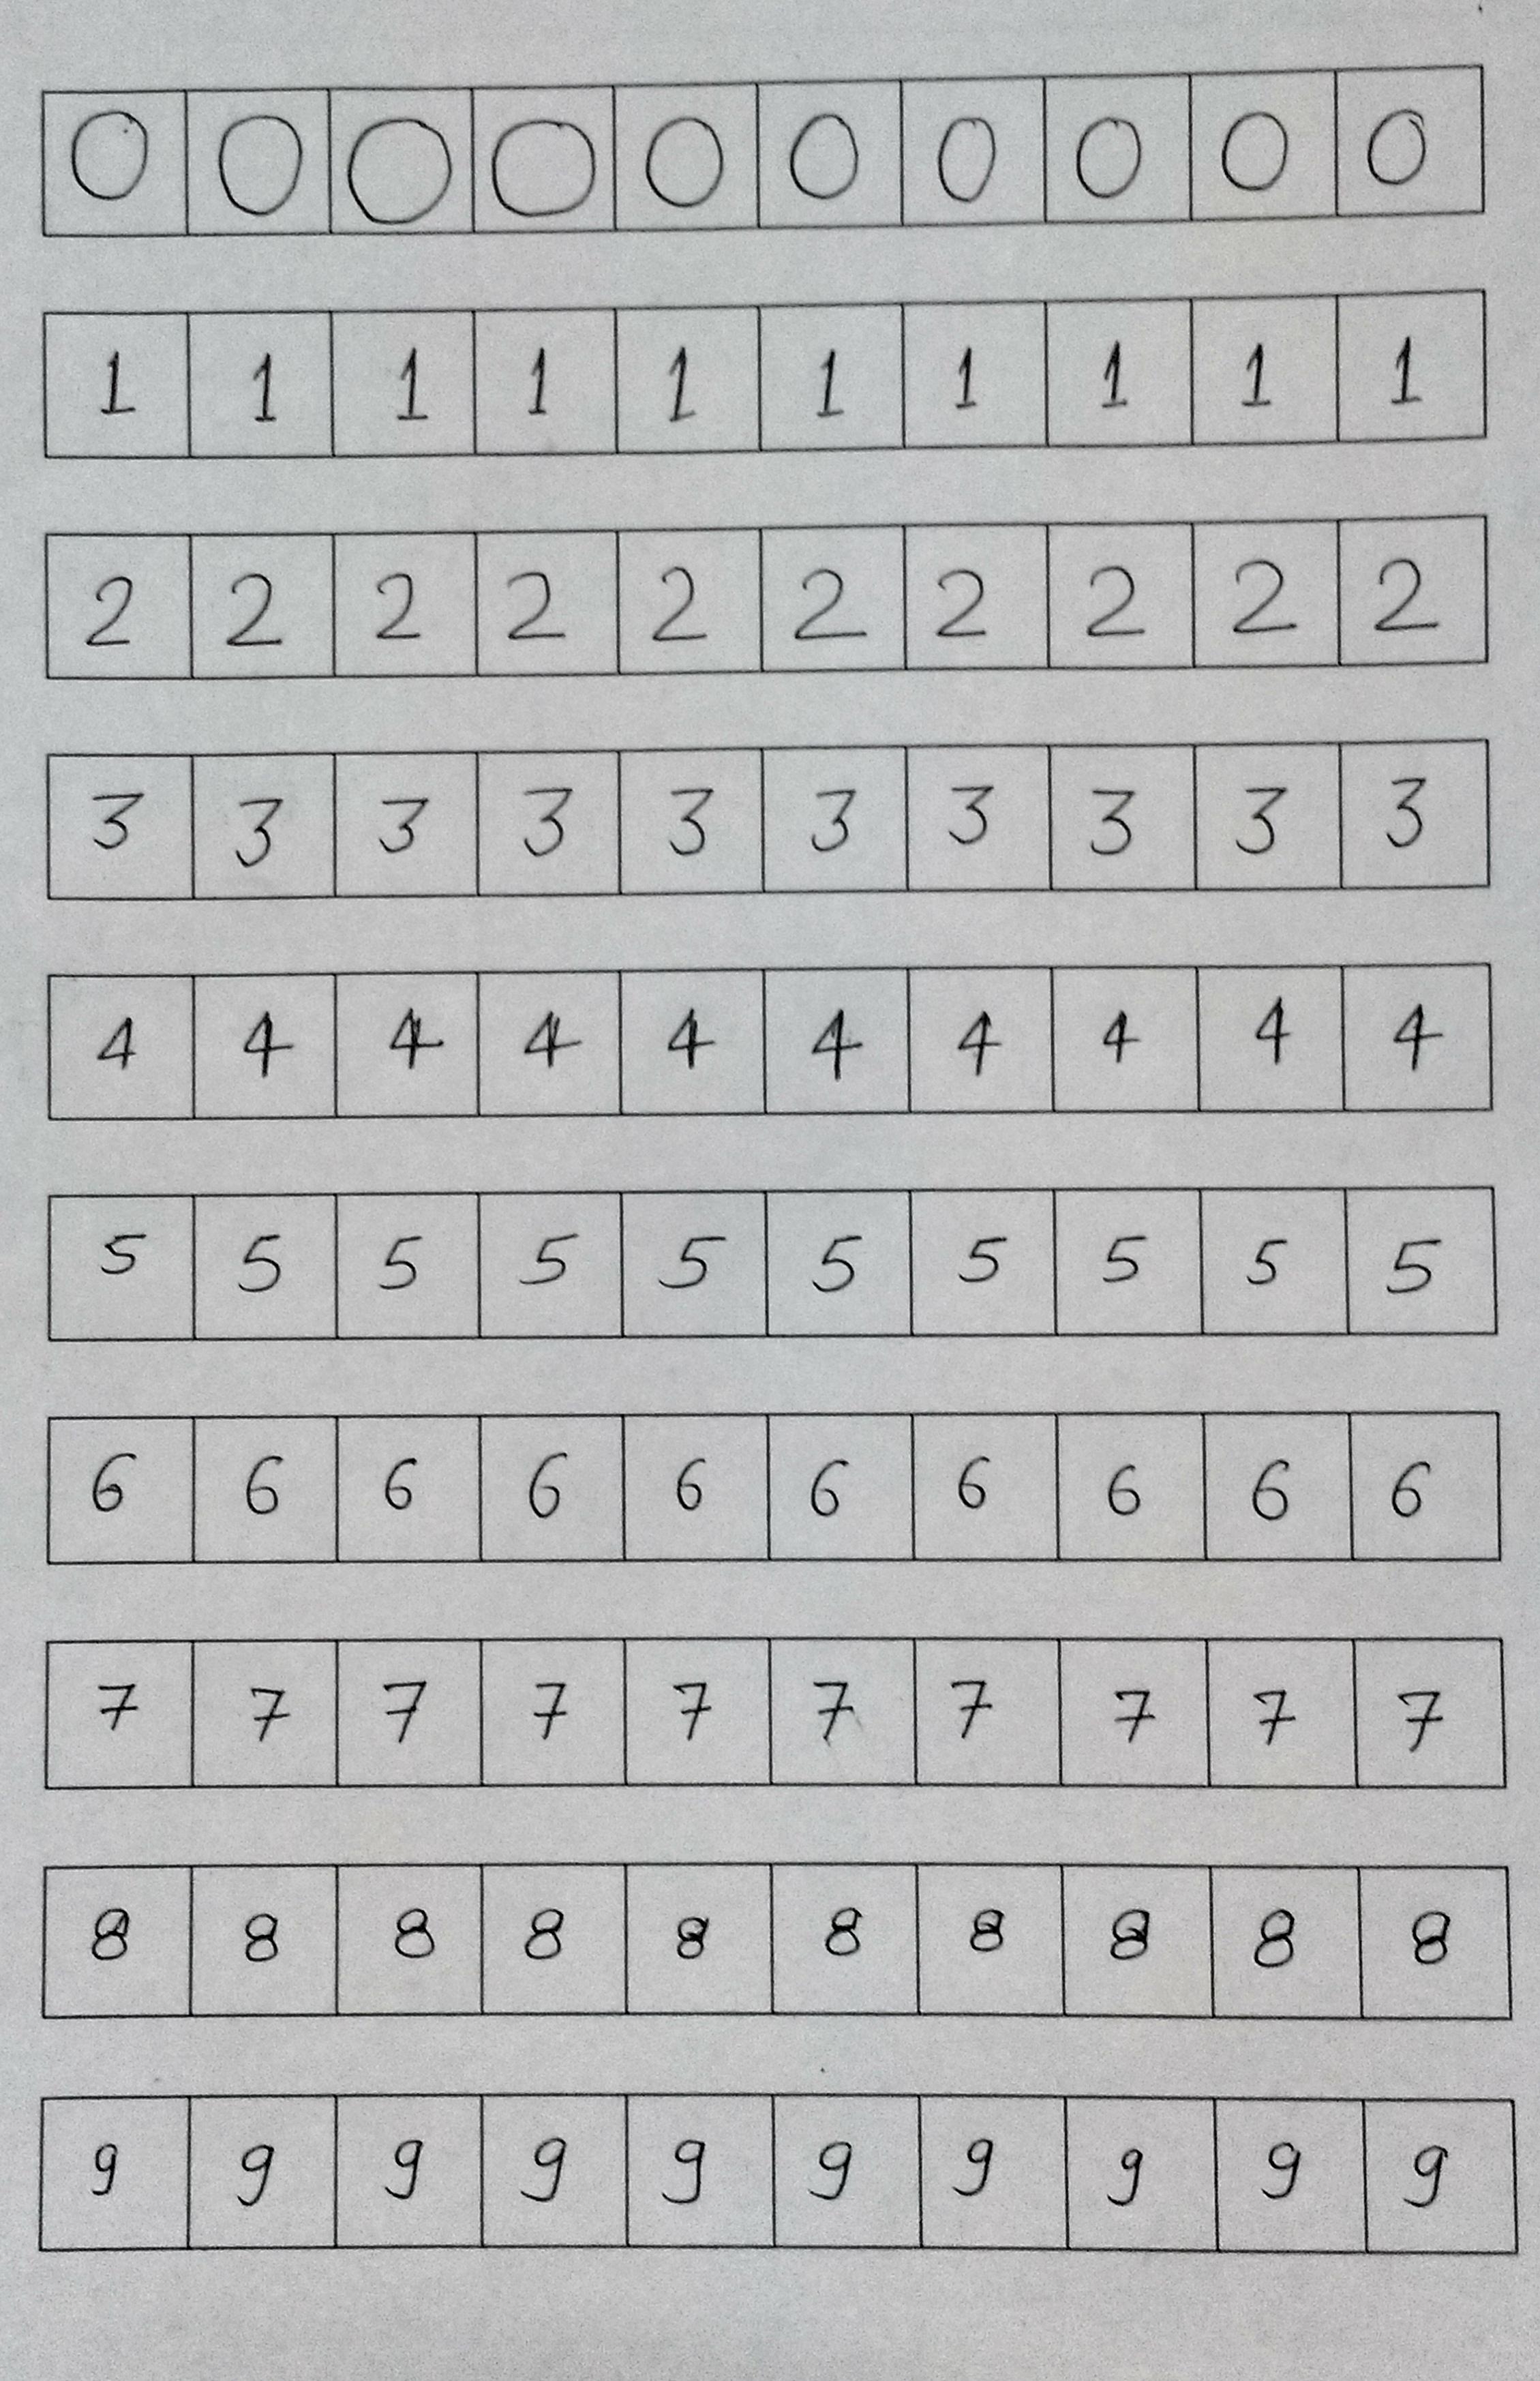 0 0 0 0 0 0 0 0 0 0
1 1 1 1 1 1 1 1 1 1
2 2 2 2 2 2 2 2 2 2
3 3 3 3 3 3 3 3 3 3
4 4 4 4 4 4 4 4 4 4
5 5 5 5 5 5 5 5 5 5
6 6 6 6 6 6 6 6 6 6
7 7 7 7 7 7 7 7 7 7
8 8 8 8 8 8 8 8 8 8
9 9 9 9 9 9 9 9 9 9